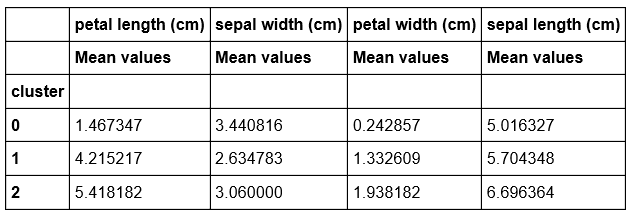 petal length (cm) sepal width (cm) petal width (cm) sepal length (cm)
Mean values Mean values Mean values Mean values
cluster
0 1.467347 3.440816 0.242857 5.016327
1 4.215217 2.634783 1.332609 5.704348
2 5.418182 3.060000 1.938182 6.696364